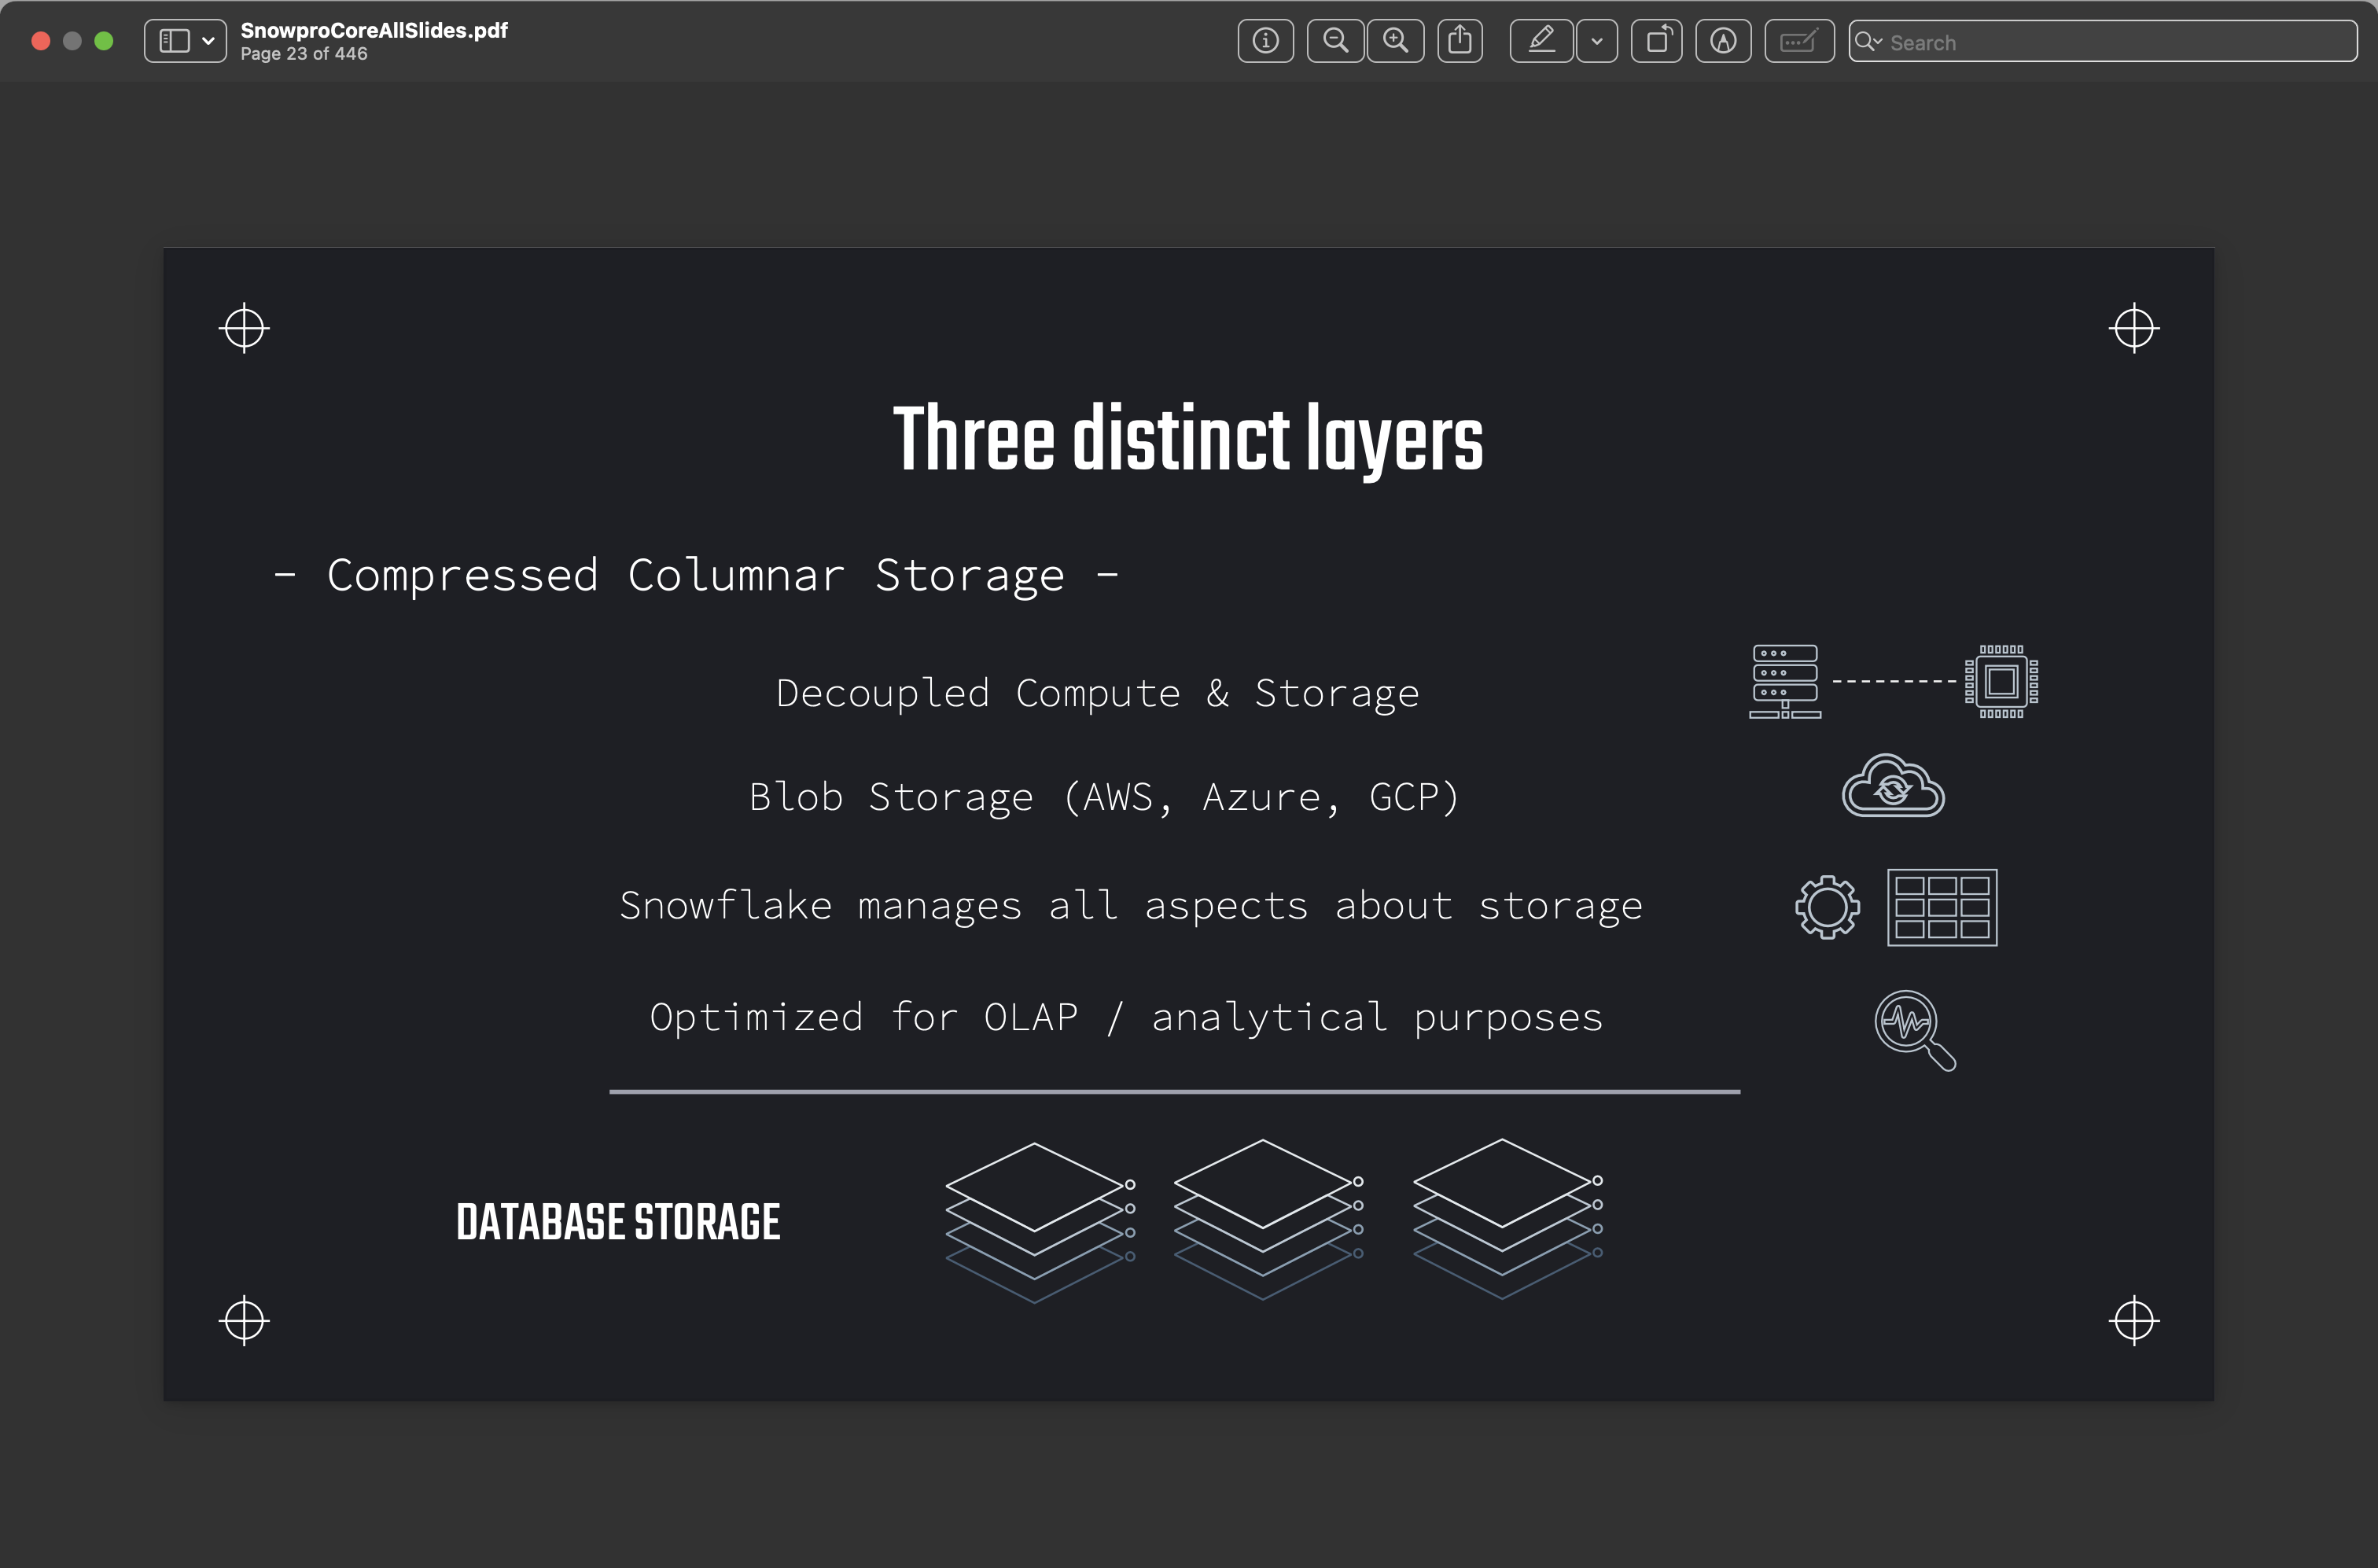 SnowproCoreAllSlides.pdf
Page 23 of 446
Search
Three distinct layers
- Compressed Columnar Storage -
Decoupled Compute & Storage
Blob Storage (AWS, Azure, GCP)
Snowflake manages all aspects about storage
Optimized for OLAP / analytical purposes
DATABASE STORAGE